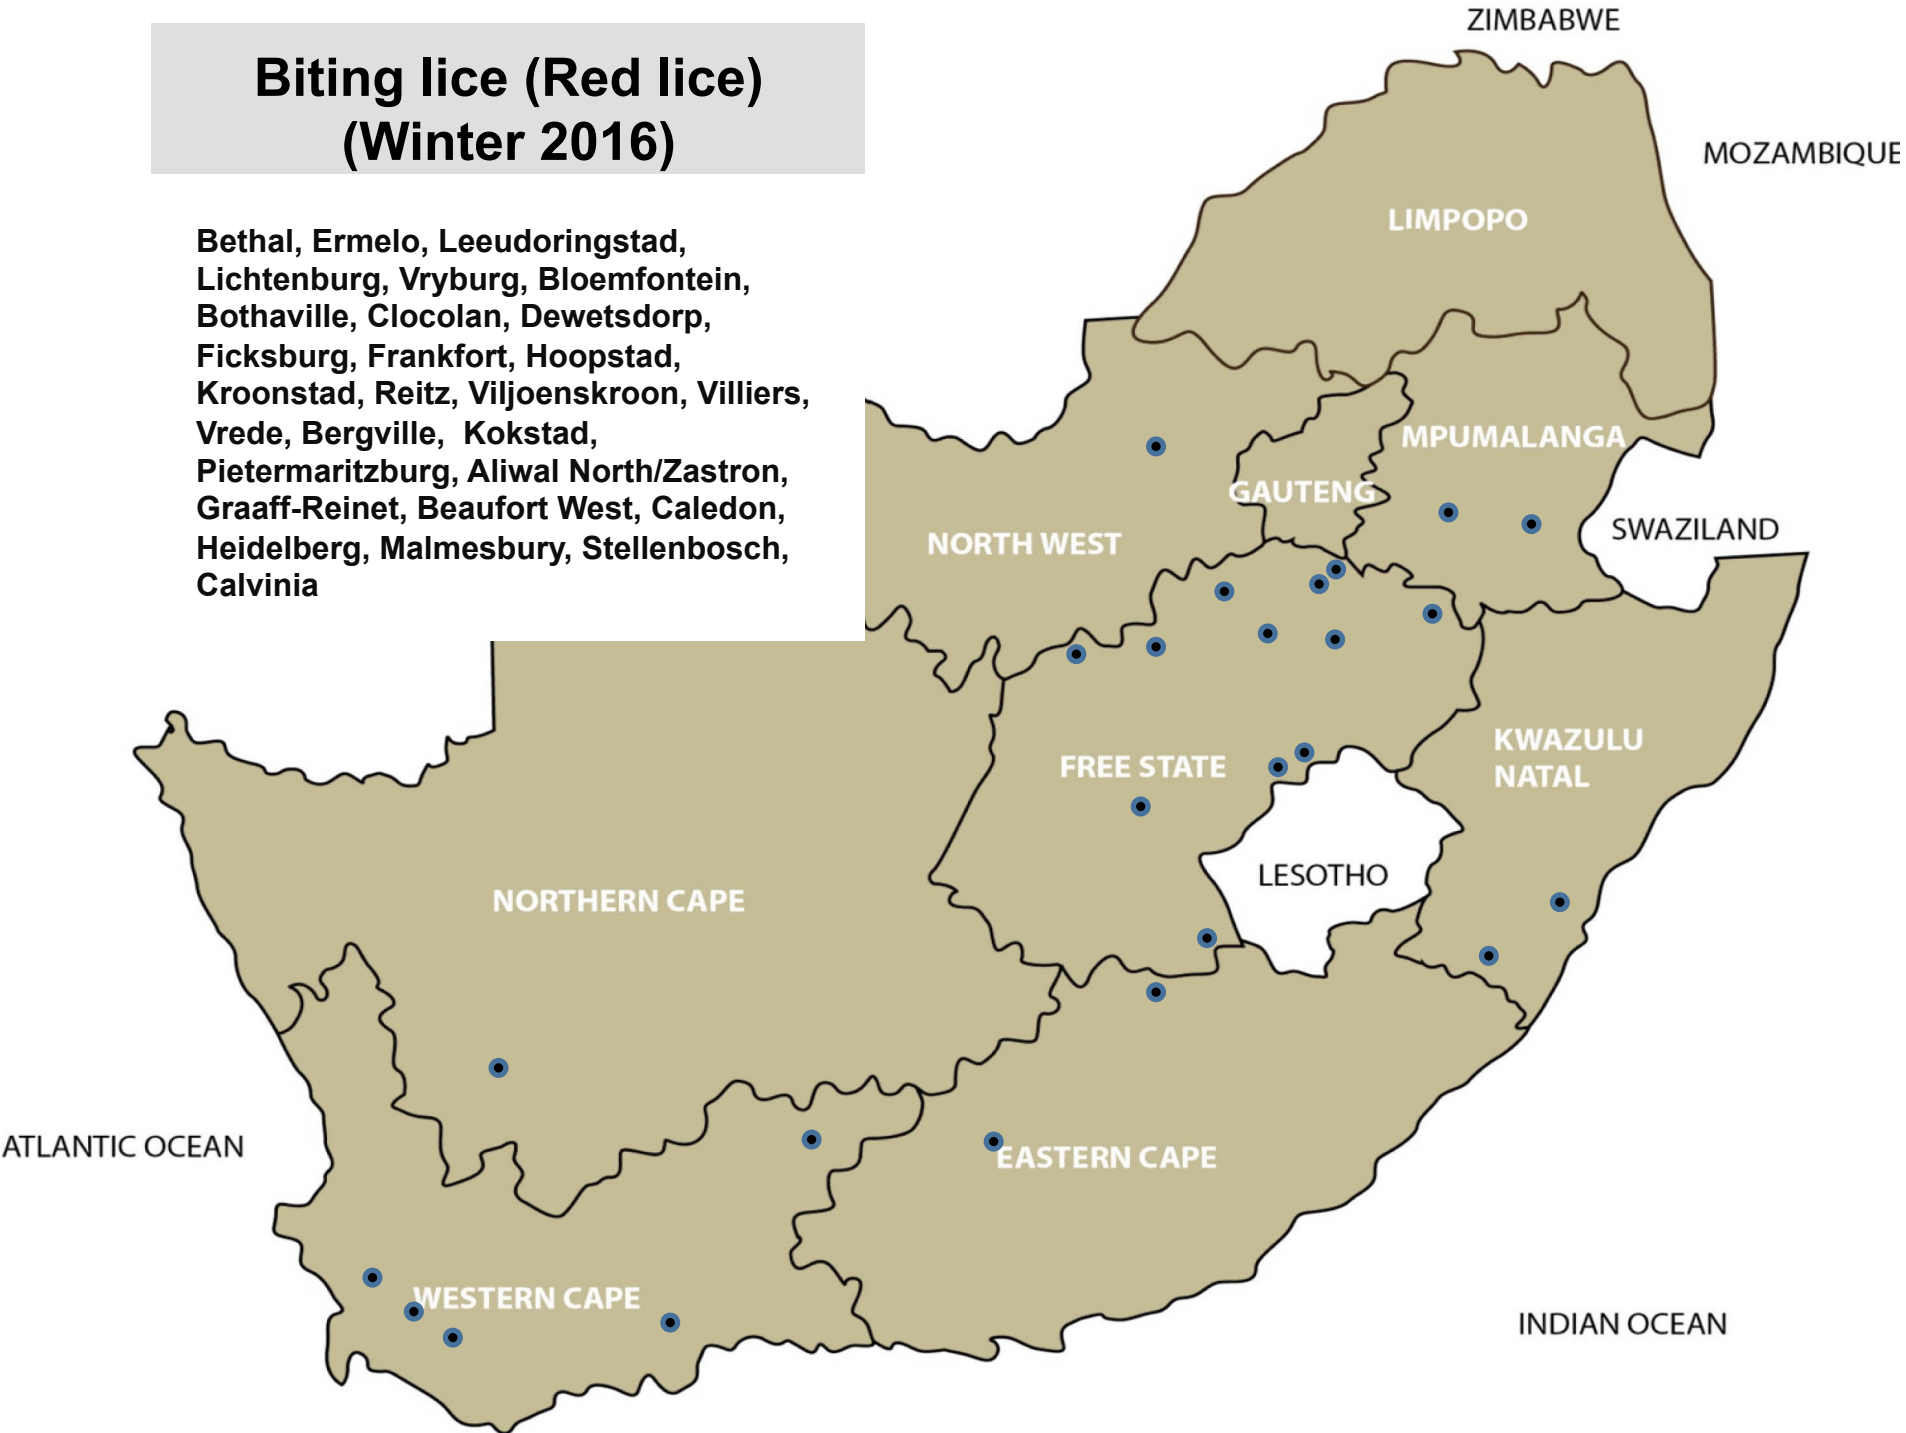 Biting lice (Red lice)
(Winter 2016)
Bethal, Ermelo, Leeudoringstad,
Lichtenburg, Vryburg, Bloemfontein,
Bothaville, Clocolan, Dewetsdorp,
Ficksburg, Frankfort, Hoopstad,
Kroonstad, Reitz, Viljoenskroon, Villiers,
Vrede, Bergville, Kokstad,
Pietermaritzburg, Aliwal North/Zastron,
Graaff-Reinet, Beaufort West, Caledon,
Heidelberg, Malmesbury, Stellenbosch,
Calvinia
ZIMBABWE
MOZAMBIQUE
LIMPOPO
MPUMALANGA
GAUTENG
NORTH WEST
SWAZILAND
KWAZULU
NATAL
FREE STATE
LESOTHO
NORTHERN CAPE
ATLANTIC OCEAN
EASTERN CAPE
WESTERN CAPE
INDIAN OCEAN